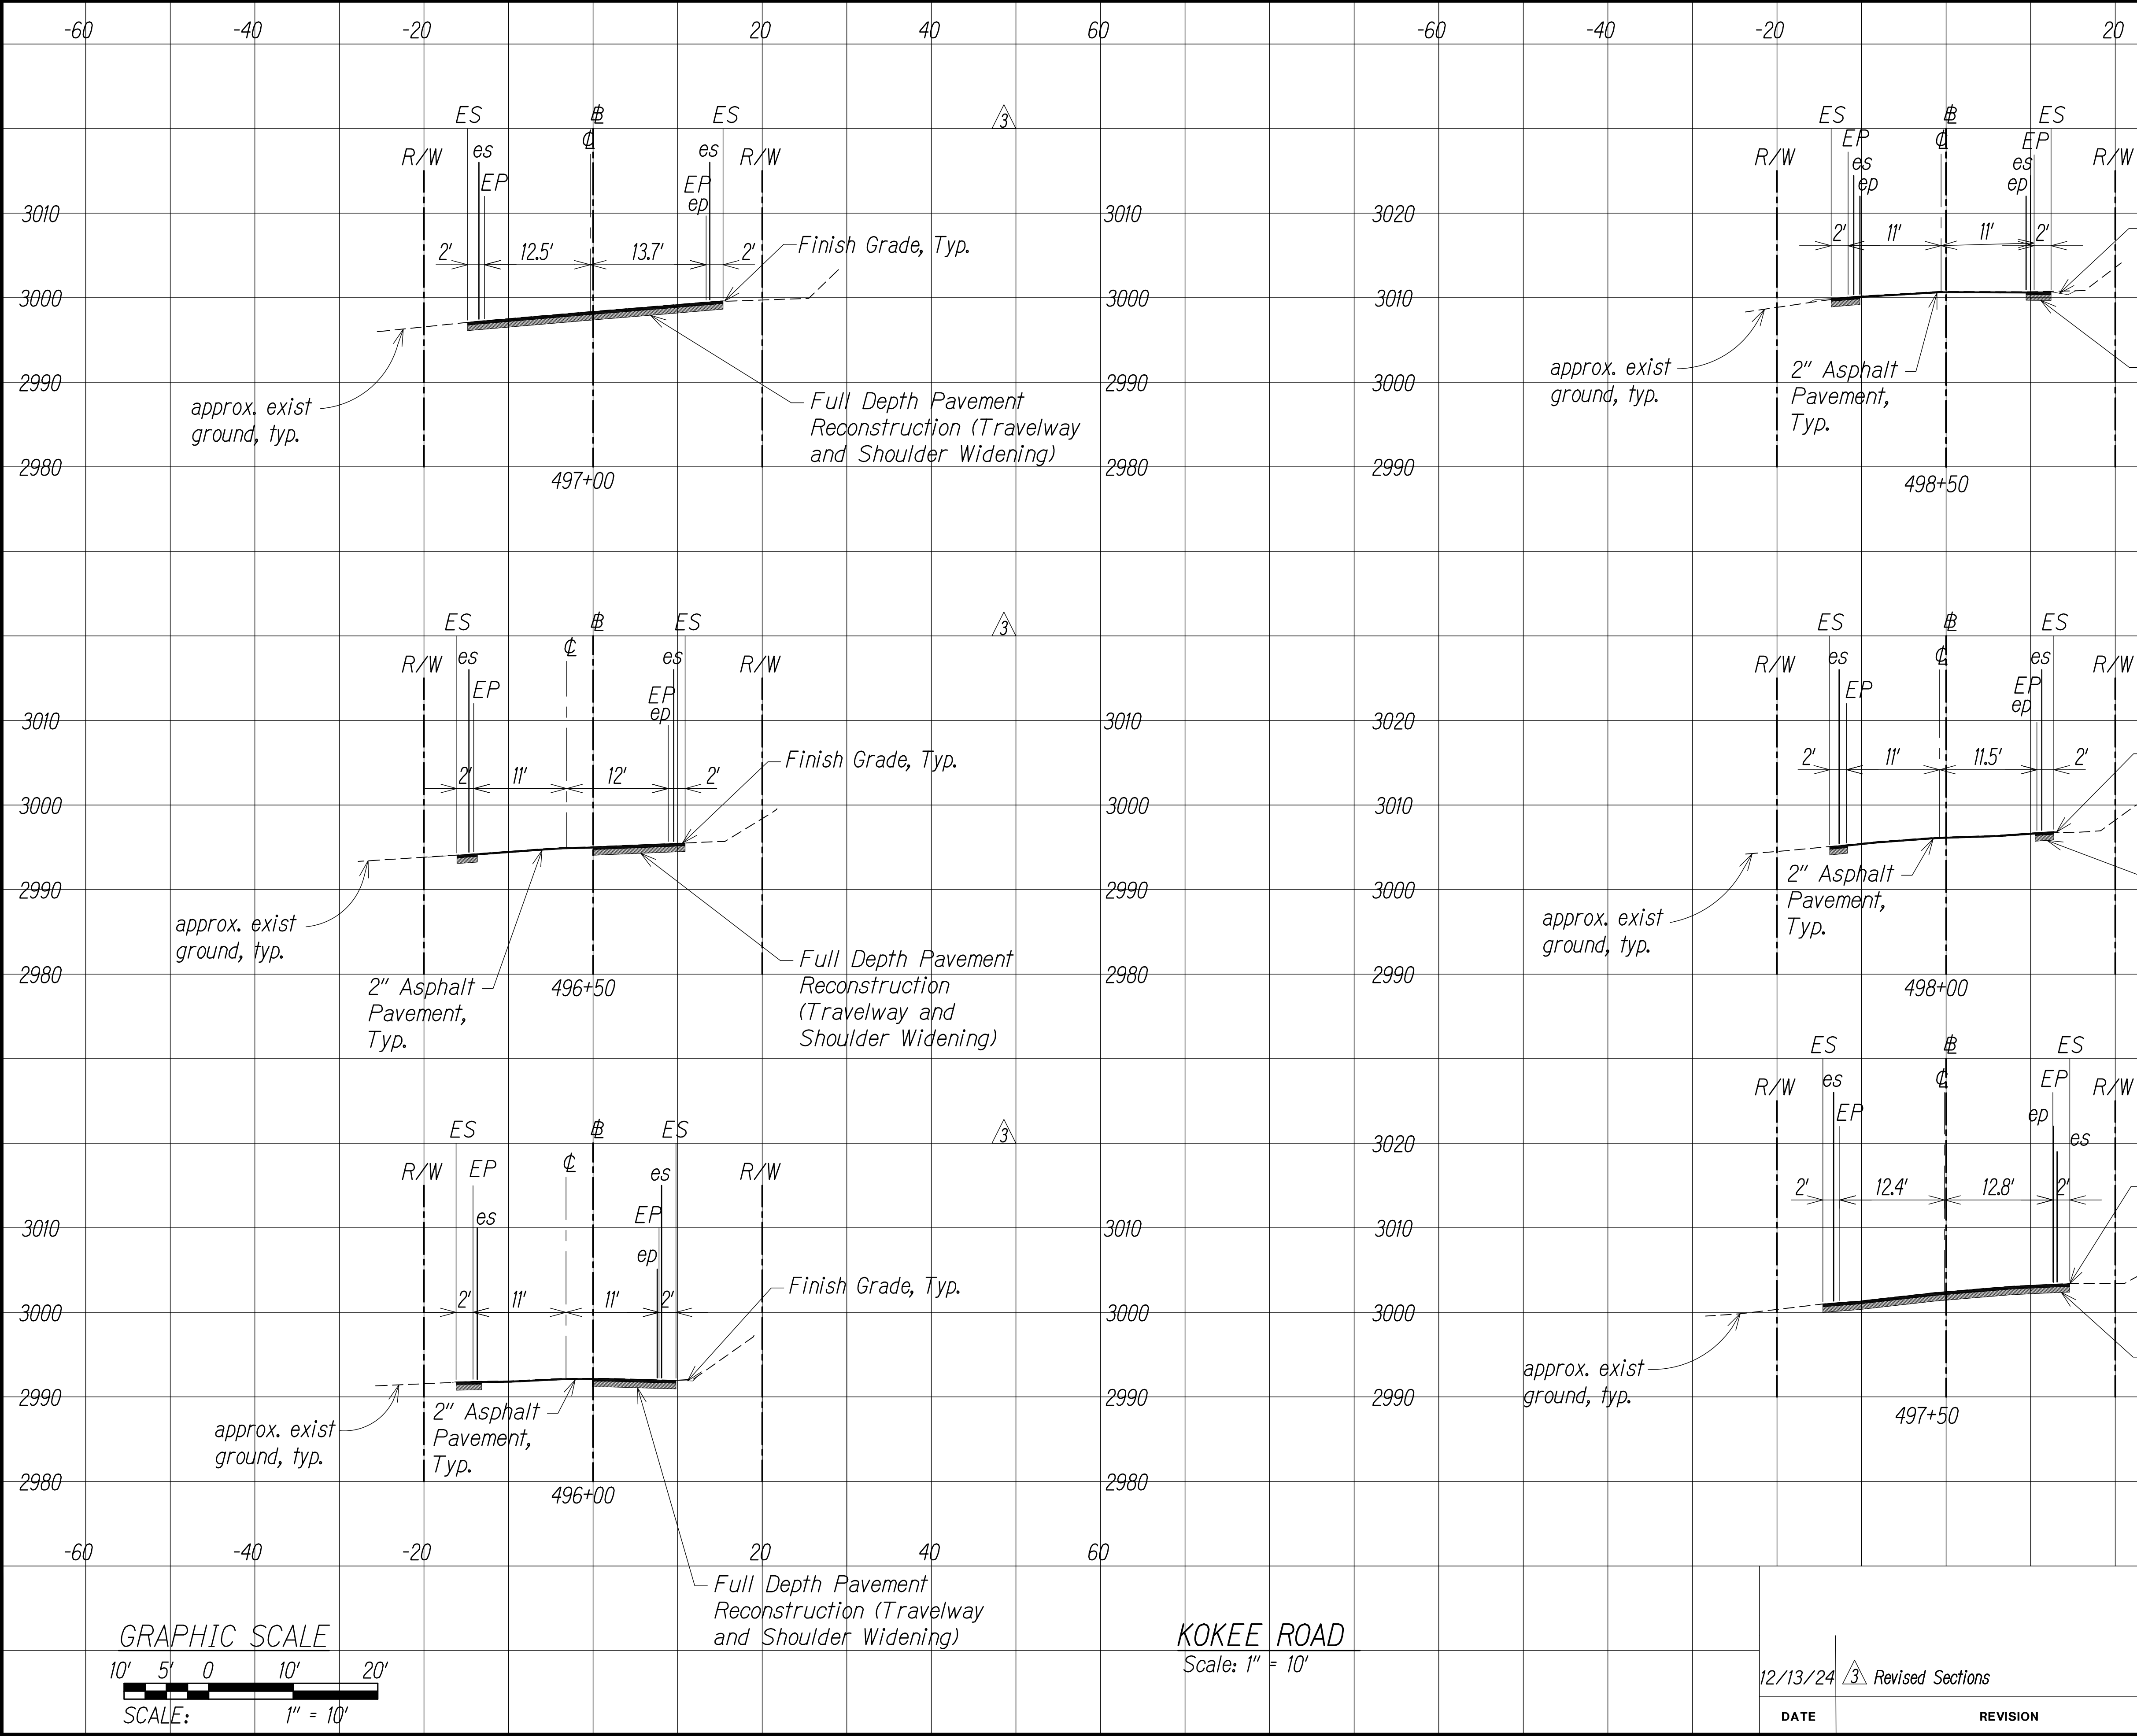 -60 -40 -20 20 40 60 -60 -40 -20 20
ES ℄ B̵L ES 3
R/W es EP es EP ep R/W
3010 3010
2' 12.5' 13.7' 2'
Finish Grade, Typ.
3000 3000
2990 2990
approx. exist
ground, typ.
Full Depth Pavement
Reconstruction (Travelway
and Shoulder Widening)
2980 2980
497+00
ES BL ES
R/W EP es ep ℄ EP es ep R/W
3020
2' 11' 11' 2'
3010
approx. exist
ground, typ.
2" Asphalt
Pavement,
Typ.
3000
2990
498+50
ES BL ES 3
R/W es EP ℄ es EP ep R/W
3010 3010
2' 11' 12' 2'
Finish Grade, Typ.
3000 3000
2990 2990
approx. exist
ground, typ.
2" Asphalt
Pavement,
Typ.
Full Depth Pavement
Reconstruction
(Travelway and
Shoulder Widening)
2980 2980
496+50
ES BL ES
R/W es EP ℄ es EP ep R/W
3020
2' 11' 11.5' 2'
3010
3000
2" Asphalt
Pavement,
Typ.
approx. exist
ground, typ.
2990
498+00
ES BL ES 3
R/W EP es ℄ es EP ep R/W
3010 3010
2' 11' 11' 2'
Finish Grade, Typ.
3000 3000
2990 2990
approx. exist
ground, typ.
2" Asphalt
Pavement,
Typ.
2980 2980
496+00
Full Depth Pavement
Reconstruction (Travelway
and Shoulder Widening)
ES BL ES
R/W es EP ℄ EP ep es R/W
3020
3010
2' 12.4' 12.8' 2'
3000
approx. exist
ground, typ.
2990
497+50
-60 -40 -20 20 40 60
GRAPHIC SCALE
10' 5' 0 10' 20'
SCALE: 1" = 10'
KOKEE ROAD
Scale: 1" = 10'
12/13/24 3 Revised Sections
DATE REVISION